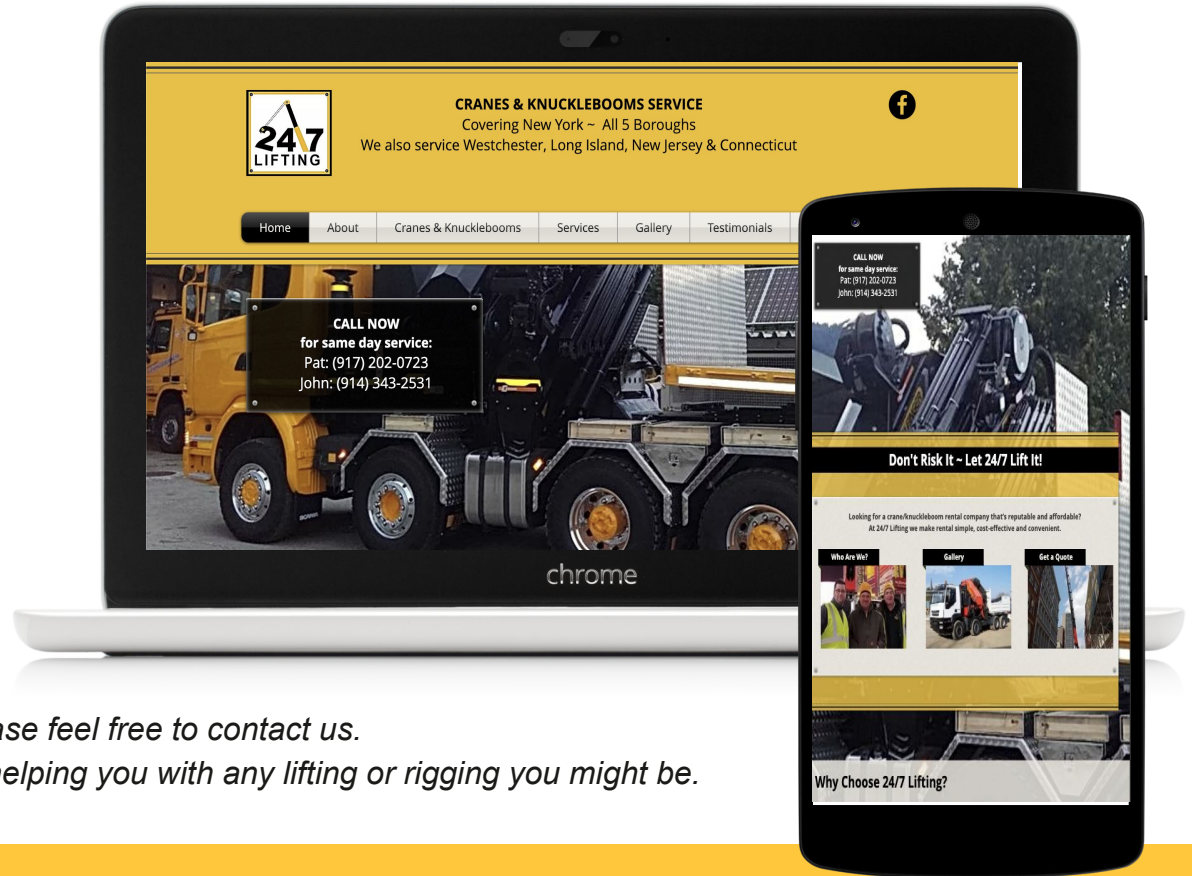 24\7
LIFTING
CRANES & KNUCKLEBOOMS SERVICE
Covering New York ~ All 5 Boroughs
We also service Westchester, Long Island, New Jersey & Connecticut
Home About Cranes & Knucklebooms Services Gallery Testimonials
CALL NOW
for same day service:
Pat: (917) 202-0723
John: (914) 343-2531
SCANIA
chrome
CALL NOW
for same day service:
Pat: (917) 202-0723
John: (914) 343-2531
Don't Risk It ~ Let 24/7 Lift It!
Looking for a crane/knuckleboom rental company that's reputable and affordable?
At 24/7 Lifting we make rental simple, cost-effective and convenient.
Who Are We? Gallery Get a Quote
Why Choose 24/7 Lifting?
ase feel free to contact us.
helping you with any lifting or rigging you might be.